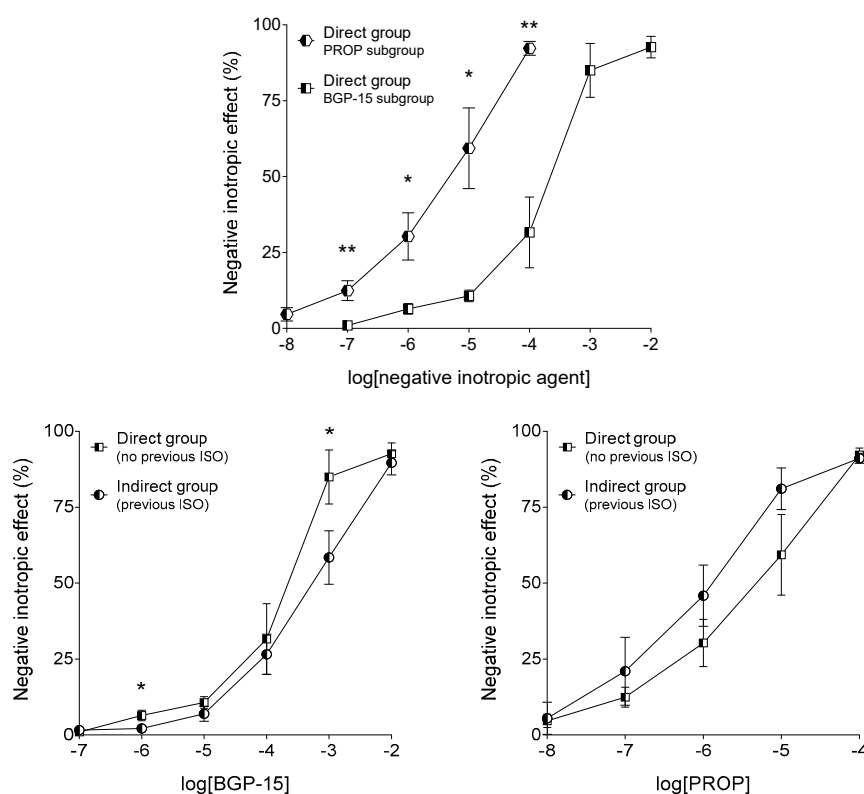 Direct group
PROP subgroup
Direct group
BGP-15 subgroup
Negative inotropic effect (%)
100
75
50
25
0
** * * **
-8 -7 -6 -5 -4 -3 -2
log[negative inotropic agent]
Direct group
(no previous ISO)
Indirect group
(previous ISO)
Negative inotropic effect (%)
100
75
50
25
0
* *
-7 -6 -5 -4 -3 -2
log[BGP-15]
Direct group
(no previous ISO)
Indirect group
(previous ISO)
Negative inotropic effect (%)
100
75
50
25
0
-8 -7 -6 -5 -4
log[PROP]